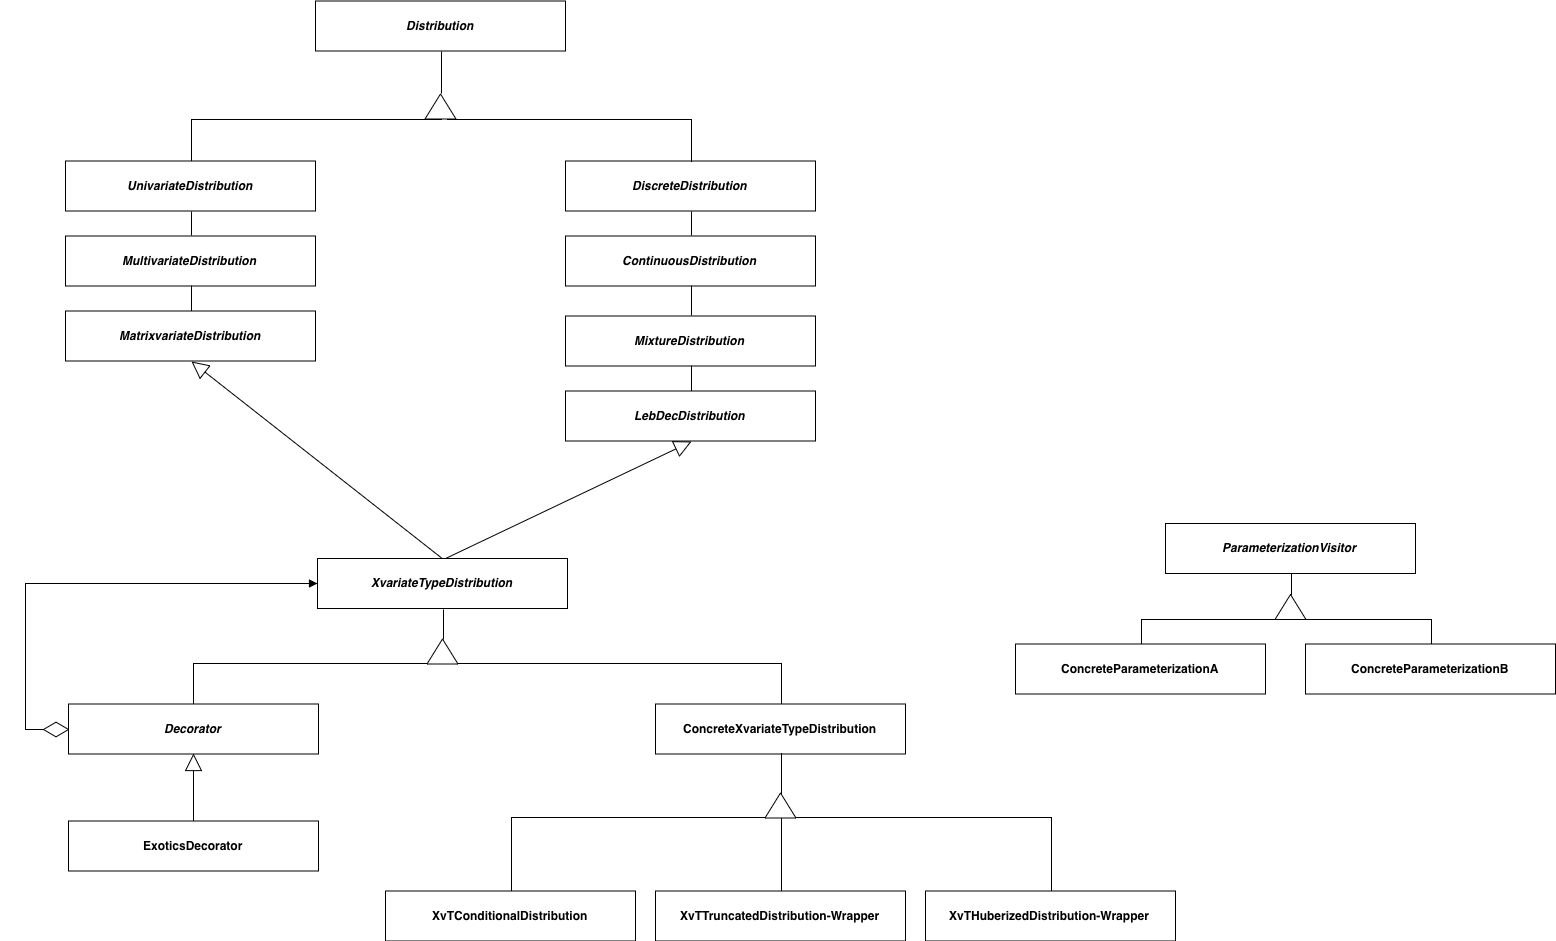 Distribution
UnivariateDistribution
DiscreteDistribution
MultivariateDistribution
ContinuousDistribution
MatrixvariateDistribution
MixtureDistribution
LebDecDistribution
ParameterizationVisitor
XvariateTypeDistribution
ConcreteParameterizationA
ConcreteParameterizationB
Decorator
ConcreteXvariateTypeDistribution
ExoticsDecorator
XvTConditionalDistribution
XvTTruncatedDistribution-Wrapper
XvTHuberizedDistribution-Wrapper